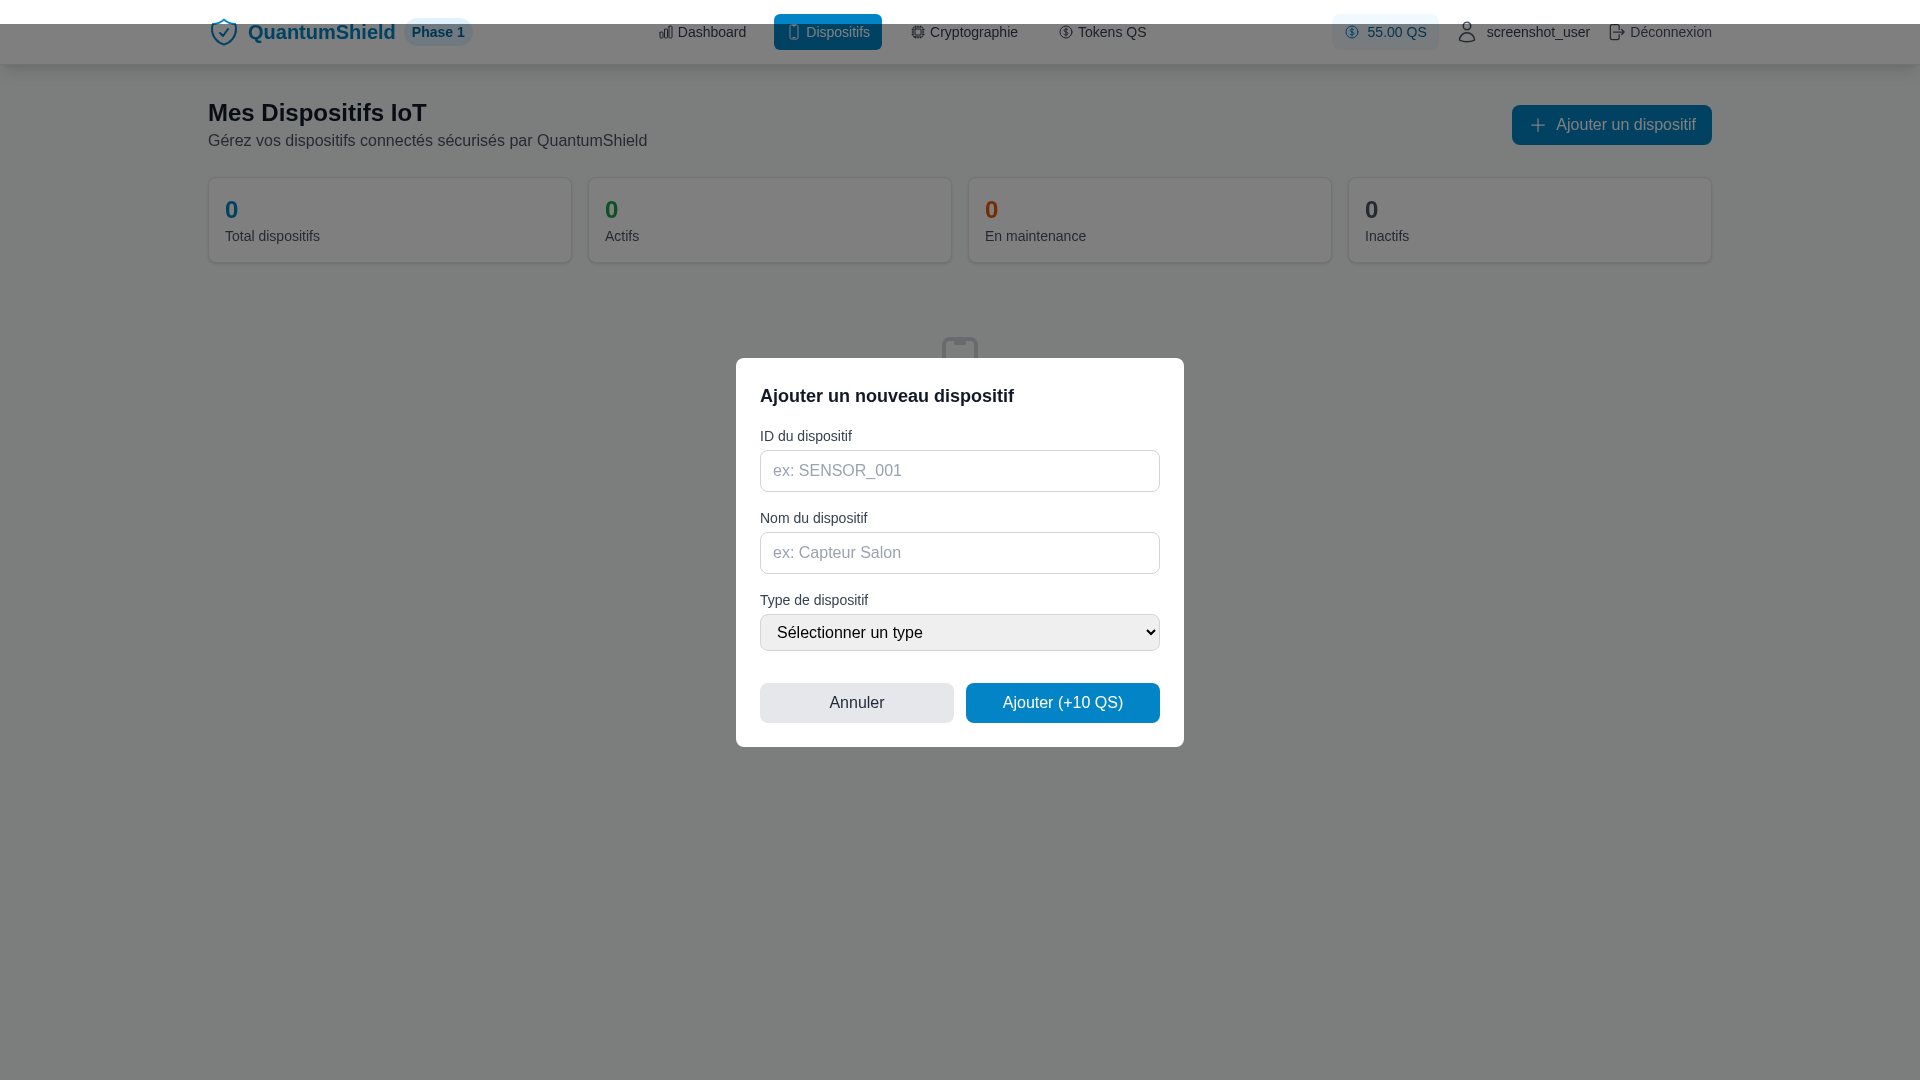 QuantumShield Phase 1 Dashboard Dispositifs Cryptographie Tokens QS 55.00 QS screenshot_user Déconnexion
Mes Dispositifs IoT
Gérez vos dispositifs connectés sécurisés par QuantumShield
Ajouter un dispositif
0 0 0 0
Total dispositifs Actifs En maintenance Inactifs
Ajouter un nouveau dispositif
ID du dispositif
ex: SENSOR_001
Nom du dispositif
ex: Capteur Salon
Type de dispositif
Sélectionner un type
Annuler Ajouter (+10 QS)